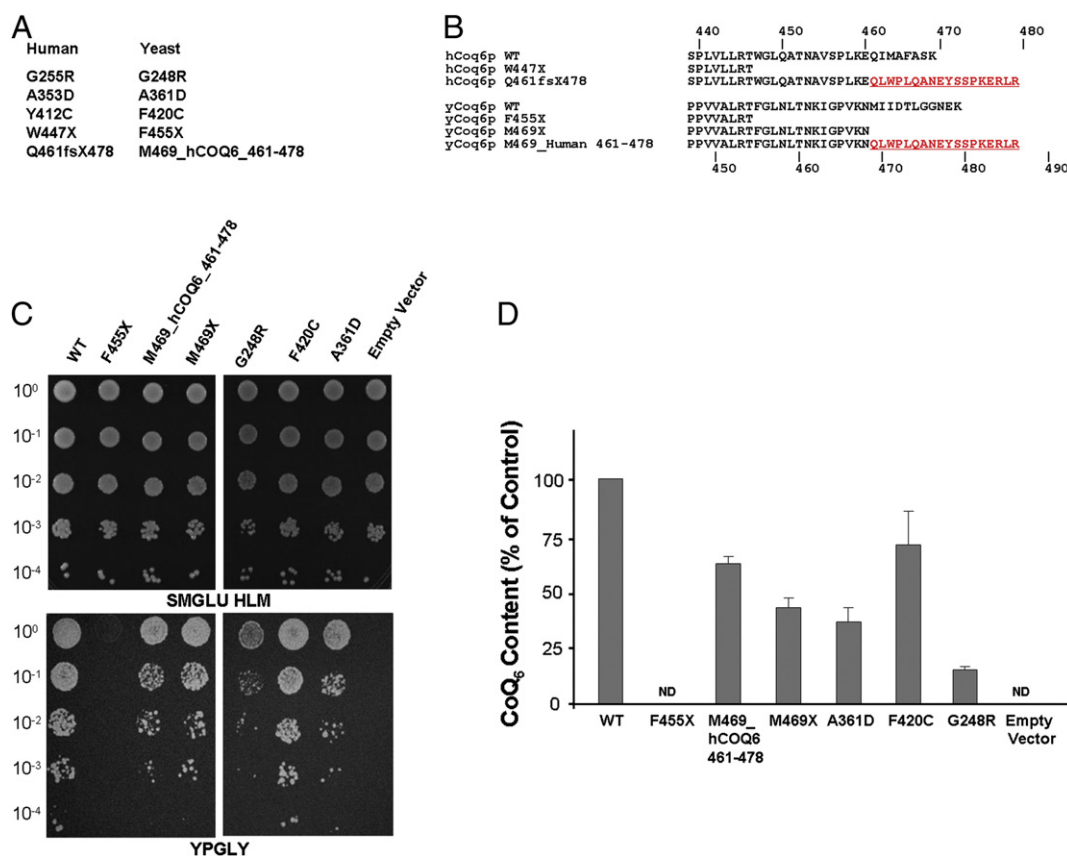 A
Human Yeast
G255R G248R
A353D A361D
Y412C F420C
W447X F455X
Q461fsX478 M469_hCOQ6_461-478
B
440 450 460 470 480
hCoq6p WT SPLVLLRTWGLQATNAVSPLKEQIMAFASK
hCoq6p W447X SPLVLLRT
hCoq6p Q461fsX478 SPLVLLRTWGLQATNAVSPLKEQLWPLQANEYSSPKERLR
yCoq6p WT PPVVALRTFGLNLTNKIGPVKNMIIDTLGGNEK
yCoq6p F455X PPVVALRT
yCoq6p M469X PPVVALRTFGLNLTNKIGPVKN
yCoq6p M469_Human 461-478 PPVVALRTFGLNLTNKIGPVKNQLWPLQANEYSSPKERLR
450 460 470 480 490
C
WT F455X M469_hCOQ6_461-478 M469X G248R F420C A361D Empty Vector
10⁰
10⁻¹
10⁻²
10⁻³
10⁻⁴
SMGLU HLM
10⁰
10⁻¹
10⁻²
10⁻³
10⁻⁴
YPGLY
D
CoQ₆ Content (% of Control)
100
75
50
25
0
ND ND
WT F455X M469_ M469X A361D F420C G248R Empty
hCOQ6 Vector
461-478